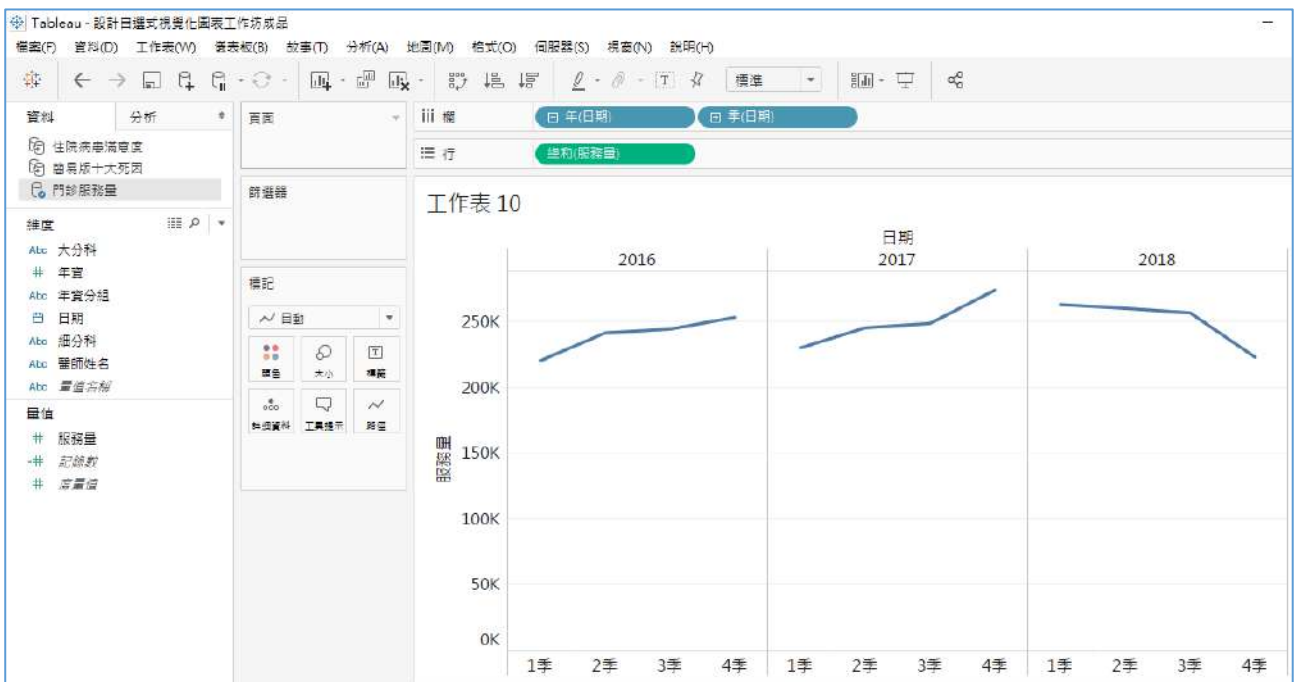 Tableau - 設計自選式視覺化圖表工作坊成品
檔案(F) 資料(D) 工作表(W) 儀表板(B) 故事(T) 分析(A) 地圖(M) 格式(O) 伺服器(S) 視窗(N) 說明(H)
標準
資料 分析
住院病患滿意度
簡易版十大死因
門診服務量
維度
Abc 大分科
# 年資
Abc 年資分組
日期
Abc 細分科
Abc 醫師姓名
Abc 量值名稱
量值
# 服務量
# 記錄數
# 度量值
頁面
篩選器
標記
自動
顏色 大小 標籤
詳細資料 工具提示 路徑
欄 年(日期) 季(日期)
行 總和(服務量)
工作表 10
日期
2016 2017 2018
250K
200K
150K
100K
50K
0K
服務量
1季 2季 3季 4季 1季 2季 3季 4季 1季 2季 3季 4季